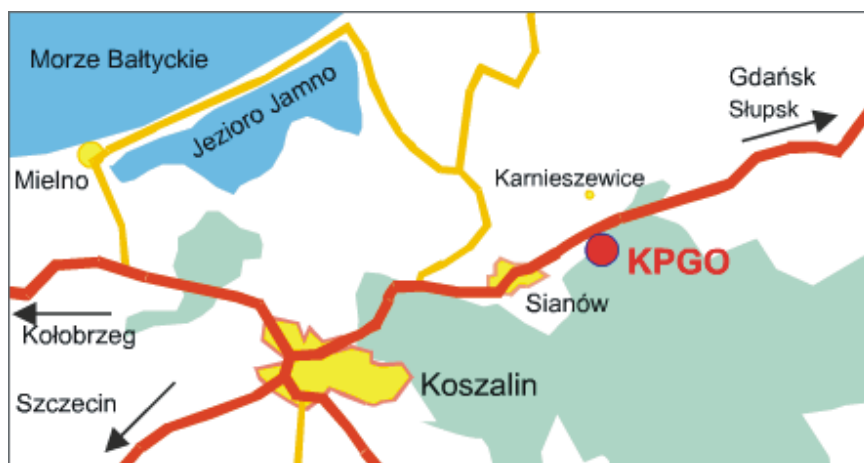 Morze Bałtyckie
Gdańsk
Słupsk
Jezioro Jamno
Mielno
Karnieszewice
KPGO
Sianów
Kołobrzeg
Koszalin
Szczecin